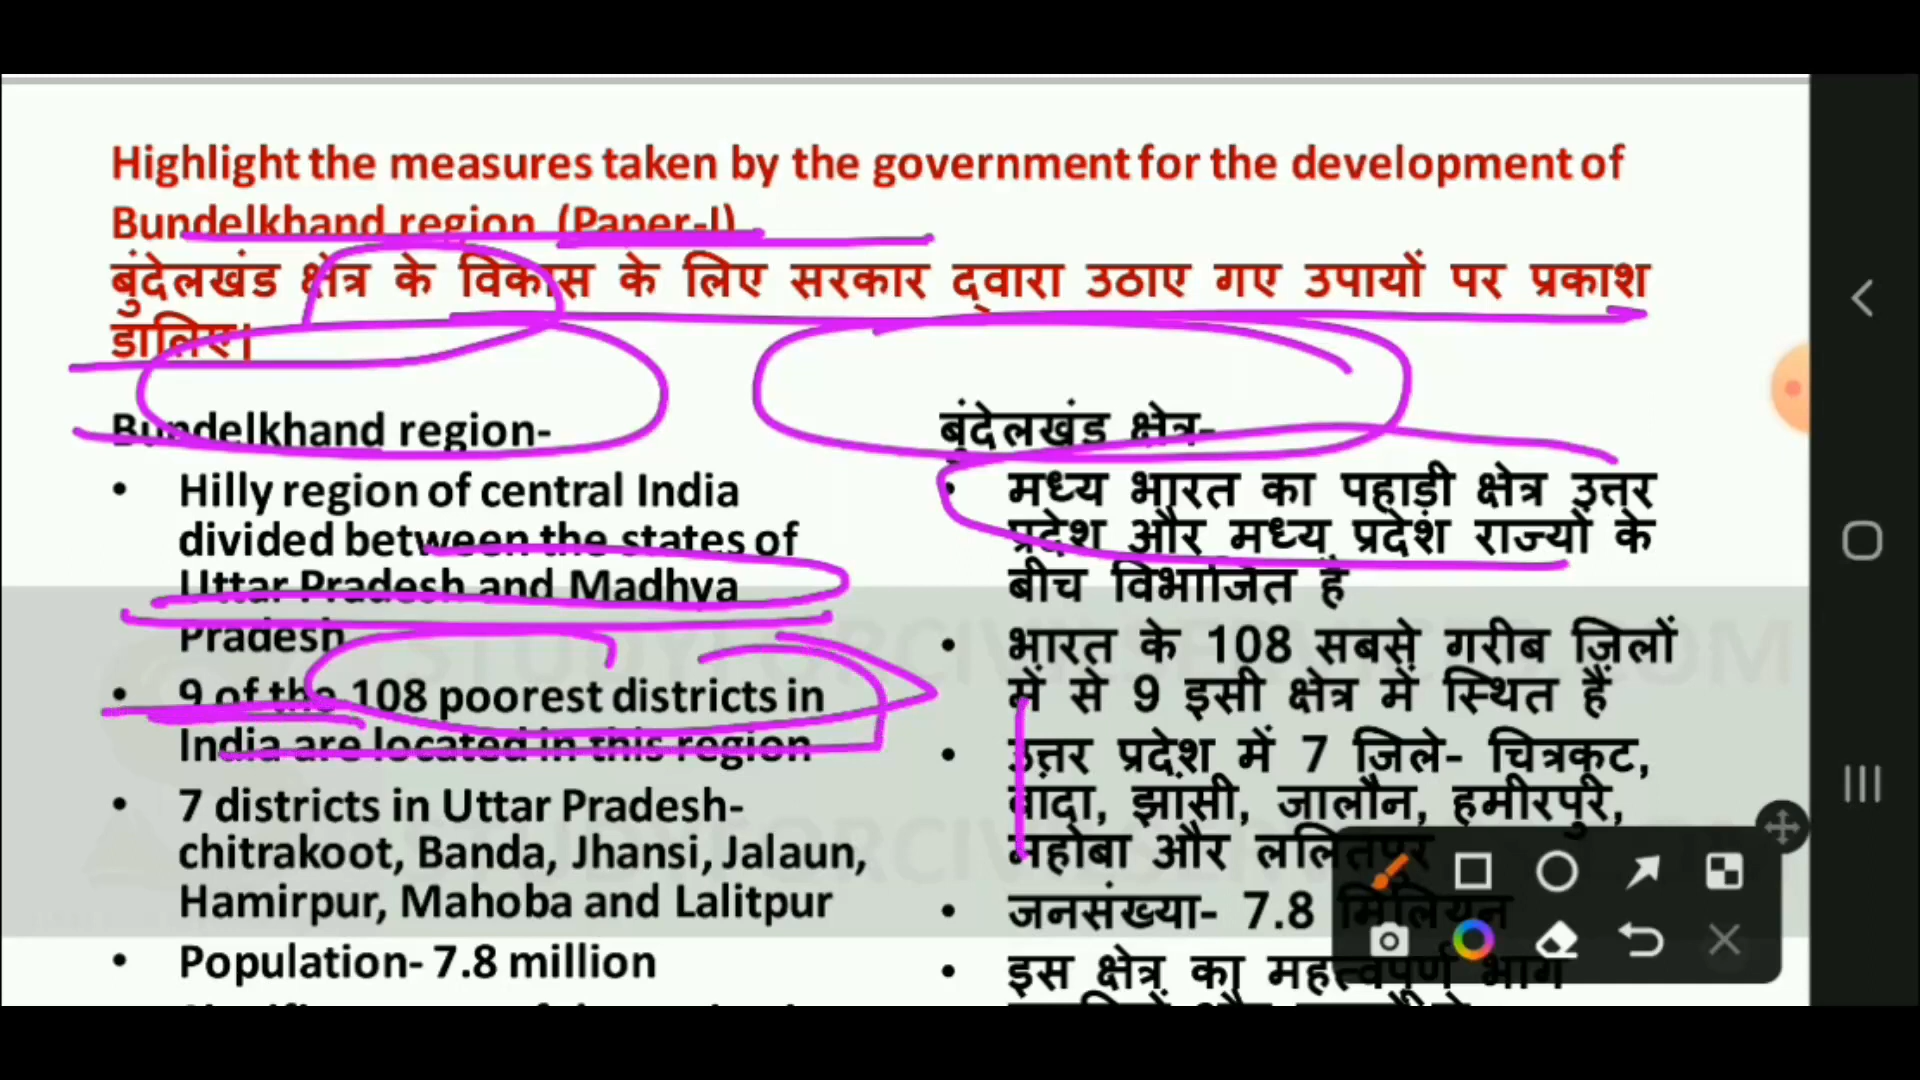 Highlight the measures taken by the government for the development of
Bundelkhand region (Paper-I)
बुंदेलखंड क्षेत्र के विकास के लिए सरकार द्वारा उठाए गए उपायों पर प्रकाश
डालिए।
Bundelkhand region-
• Hilly region of central India
divided between the states of
Uttar Pradesh and Madhya
Pradesh
• 9 of the 108 poorest districts in
India are located in this region
• 7 districts in Uttar Pradesh-
chitrakoot, Banda, Jhansi, Jalaun,
Hamirpur, Mahoba and Lalitpur
• Population- 7.8 million
बुंदेलखंड क्षेत्र-
• मध्य भारत का पहाड़ी क्षेत्र उत्तर
प्रदेश और मध्य प्रदेश राज्यों के
बीच विभाजित है
• भारत के 108 सबसे गरीब जिलों
में से 9 इसी क्षेत्र में स्थित हैं
• उत्तर प्रदेश में 7 जिले- चित्रकूट,
बांदा, झांसी, जालौन, हमीरपुर,
महोबा और ललितपुर
• जनसंख्या- 7.8 मिलियन
• इस क्षेत्र का महत्वपूर्ण भाग